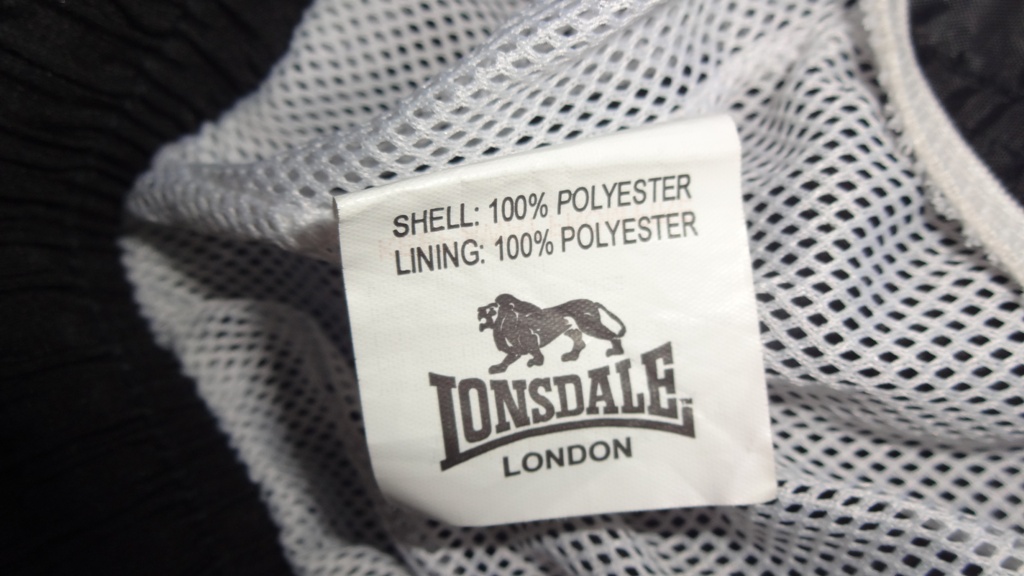 SHELL: 100% POLYESTER
LINING: 100% POLYESTER
LONSDALE
LONDON